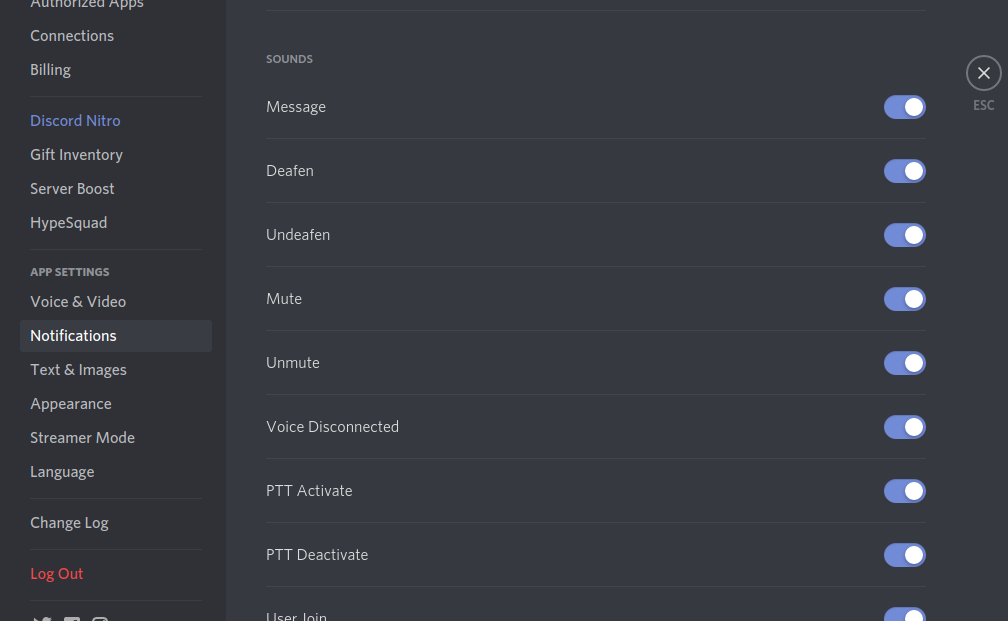 Authorized Apps
Connections
Billing
Discord Nitro
Gift Inventory
Server Boost
HypeSquad
APP SETTINGS
Voice & Video
Notifications
Text & Images
Appearance
Streamer Mode
Language
Change Log
Log Out
SOUNDS
Message
Deafen
Undeafen
Mute
Unmute
Voice Disconnected
PTT Activate
PTT Deactivate
User Join
ESC